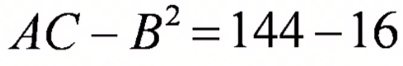 AC − B² = 144 − 16